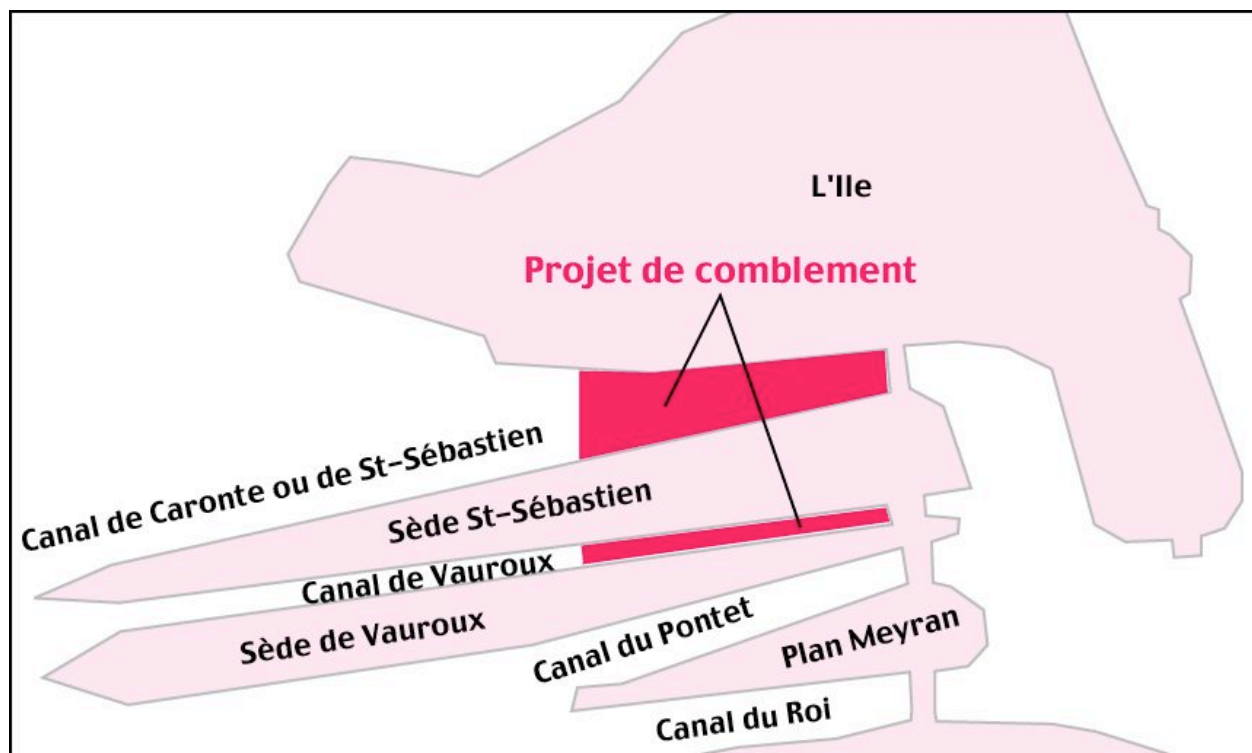 L'Ile
Projet de comblement
Canal de Caronte ou de St-Sébastien
Sède St-Sébastien
Canal de Vauroux
Sède de Vauroux
Canal du Pontet
Plan Meyran
Canal du Roi